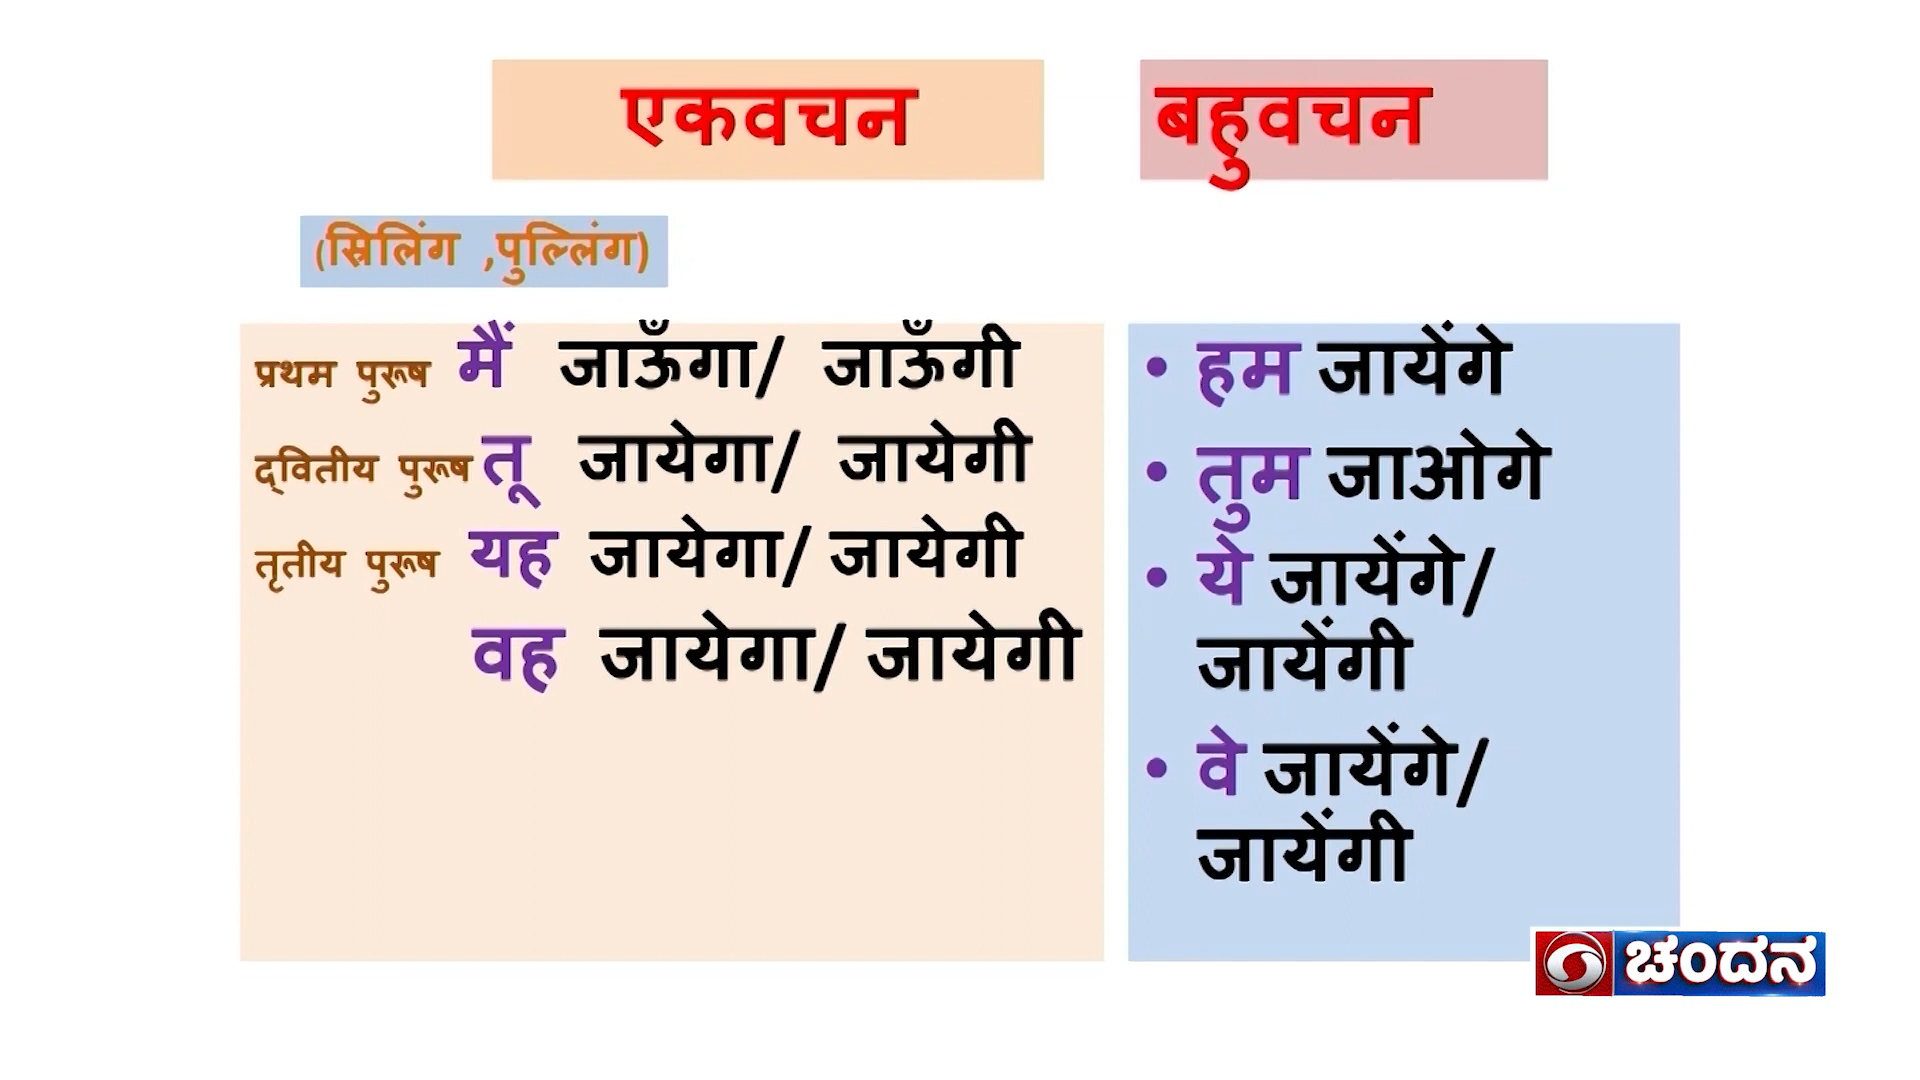 एकवचन
बहुवचन
(स्रिलिंग ,पुल्लिंग)
प्रथम पुरूष मैं जाऊँगा/ जाऊँगी
द्वितीय पुरूष तू जायेगा/ जायेगी
तृतीय पुरूष यह जायेगा/ जायेगी
वह जायेगा/ जायेगी
• हम जायेंगे
• तुम जाओगे
• ये जायेंगे/
जायेंगी
• वे जायेंगे/
जायेंगी
ಚಂದನ